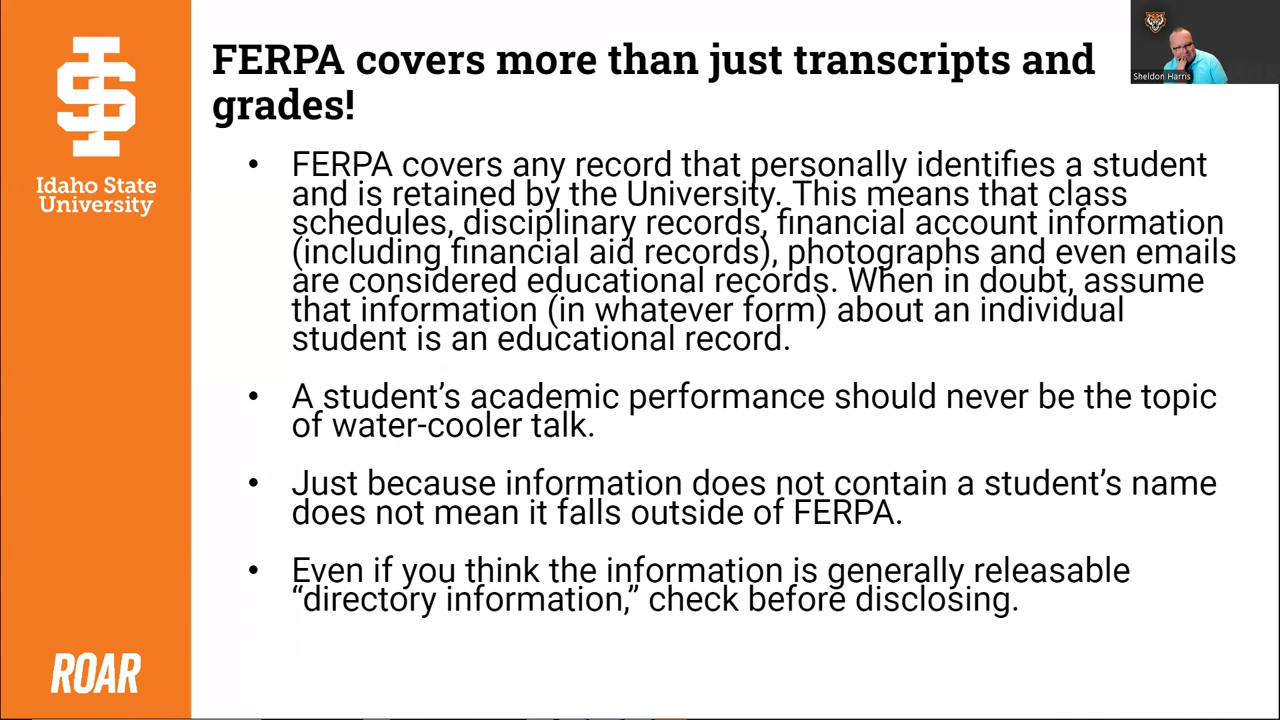 FERPA covers more than just transcripts and
grades!
Sheldon Harris
Idaho State
University
• FERPA covers any record that personally identifies a student
and is retained by the University. This means that class
schedules, disciplinary records, financial account information
(including financial aid records), photographs and even emails
are considered educational records. When in doubt, assume
that information (in whatever form) about an individual
student is an educational record.
• A student’s academic performance should never be the topic
of water-cooler talk.
• Just because information does not contain a student’s name
does not mean it falls outside of FERPA.
• Even if you think the information is generally releasable
“directory information,” check before disclosing.
ROAR